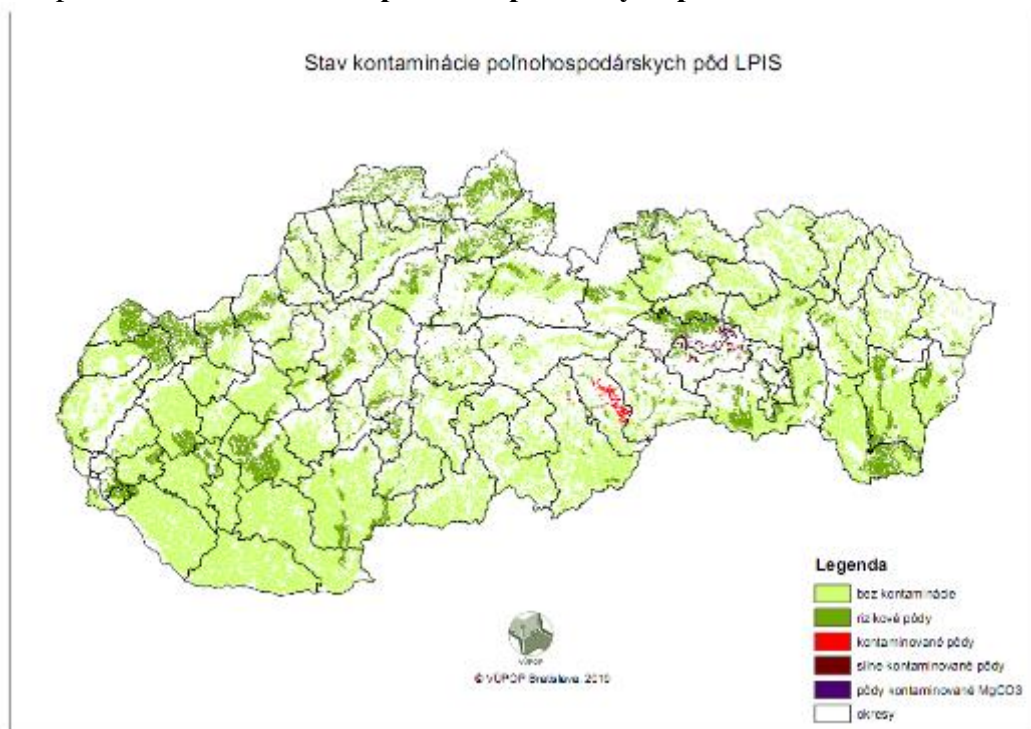 Stav kontaminácie poľnohospodárskych pôd LPIS
Legenda
bez kontaminácie
rizikové pôdy
kontaminované pôdy
silne kontaminované pôdy
pôdy kontaminované MgCO3
okresy
VÚPOP
© VÚPOP Bratislava, 2010